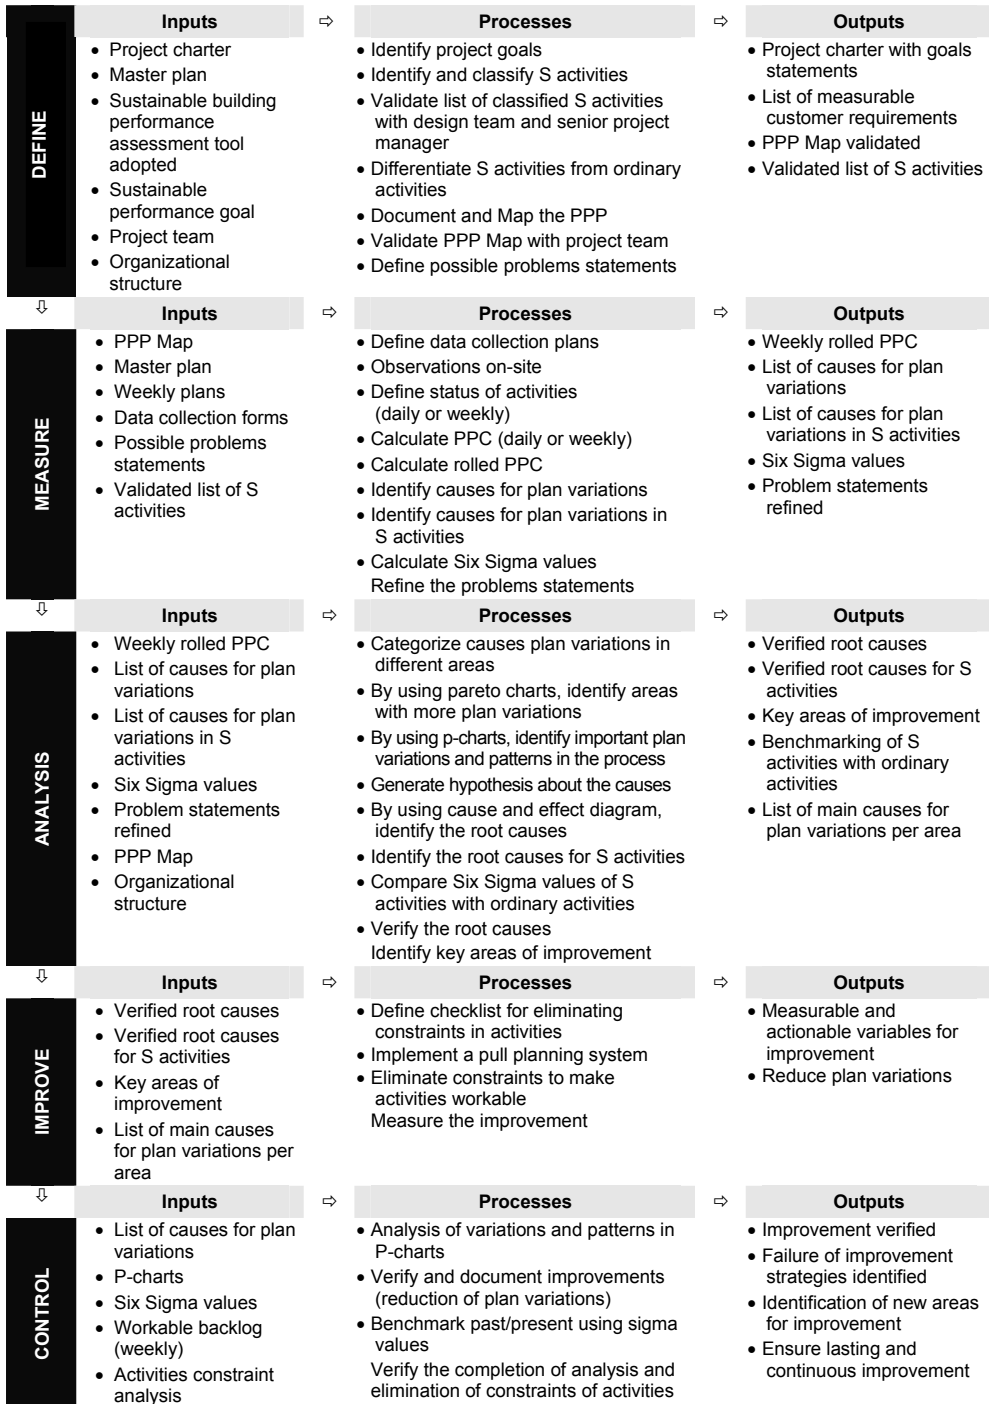 Inputs ⇨ Processes ⇨ Outputs
DEFINE
• Project charter
• Master plan
• Sustainable building
performance
assessment tool
adopted
• Sustainable
performance goal
• Project team
• Organizational
structure
• Identify project goals
• Identify and classify S activities
• Validate list of classified S activities
with design team and senior project
manager
• Differentiate S activities from ordinary
activities
• Document and Map the PPP
• Validate PPP Map with project team
• Define possible problems statements
• Project charter with goals
statements
• List of measurable
customer requirements
• PPP Map validated
• Validated list of S activities
⇩ Inputs ⇨ Processes ⇨ Outputs
MEASURE
• PPP Map
• Master plan
• Weekly plans
• Data collection forms
• Possible problems
statements
• Validated list of S
activities
• Define data collection plans
• Observations on-site
• Define status of activities
(daily or weekly)
• Calculate PPC (daily or weekly)
• Calculate rolled PPC
• Identify causes for plan variations
• Identify causes for plan variations in
S activities
• Calculate Six Sigma values
Refine the problems statements
• Weekly rolled PPC
• List of causes for plan
variations
• List of causes for plan
variations in S activities
• Six Sigma values
• Problem statements
refined
⇩ Inputs ⇨ Processes ⇨ Outputs
ANALYSIS
• Weekly rolled PPC
• List of causes for plan
variations
• List of causes for plan
variations in S
activities
• Six Sigma values
• Problem statements
refined
• PPP Map
• Organizational
structure
• Categorize causes plan variations in
different areas
• By using pareto charts, identify areas
with more plan variations
• By using p-charts, identify important plan
variations and patterns in the process
• Generate hypothesis about the causes
• By using cause and effect diagram,
identify the root causes
• Identify the root causes for S activities
• Compare Six Sigma values of S
activities with ordinary activities
• Verify the root causes
Identify key areas of improvement
• Verified root causes
• Verified root causes for S
activities
• Key areas of improvement
• Benchmarking of S
activities with ordinary
activities
• List of main causes for
plan variations per area
⇩ Inputs ⇨ Processes ⇨ Outputs
IMPROVE
• Verified root causes
• Verified root causes
for S activities
• Key areas of
improvement
• List of main causes
for plan variations per
area
• Define checklist for eliminating
constraints in activities
• Implement a pull planning system
• Eliminate constraints to make
activities workable
Measure the improvement
• Measurable and
actionable variables for
improvement
• Reduce plan variations
⇩ Inputs ⇨ Processes ⇨ Outputs
CONTROL
• List of causes for plan
variations
• P-charts
• Six Sigma values
• Workable backlog
(weekly)
• Activities constraint
analysis
• Analysis of variations and patterns in
P-charts
• Verify and document improvements
(reduction of plan variations)
• Benchmark past/present using sigma
values
Verify the completion of analysis and
elimination of constraints of activities
• Improvement verified
• Failure of improvement
strategies identified
• Identification of new areas
for improvement
• Ensure lasting and
continuous improvement